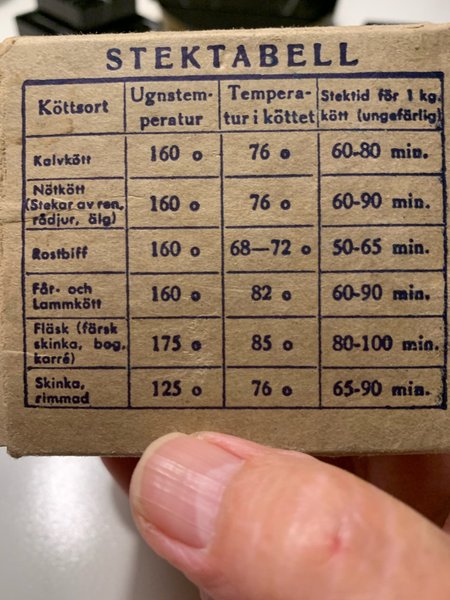 STEKTABELL
Köttsort
Ugnstem-
peratur
Tempera-
tur i köttet
Stektid för 1 kg.
kött (ungefärlig)
Kalvkött 160 o 76 o 60-80 min.
Nötkött
(Stekar av ren,
rådjur, älg) 160 o 76 o 60-90 min.
Rostbiff 160 o 68—72 o 50-65 min.
Får- och
Lammkött 160 o 82 o 60-90 min.
Fläsk (färsk
skinka, bog,
karré) 175 o 85 o 80-100 min.
Skinka,
rimmad 125 o 76 o 65-90 min.